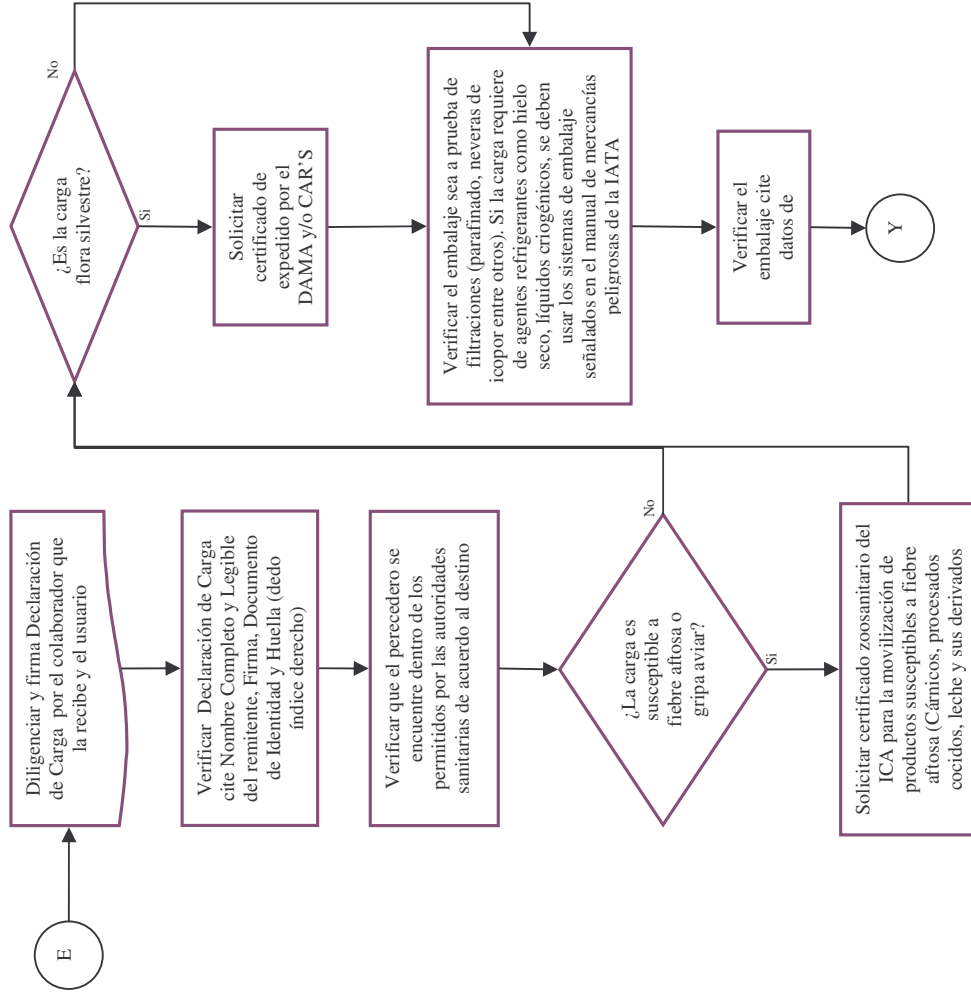 E
Diligenciar y firma Declaración
de Carga por el colaborador que
la recibe y el usuario
Verificar Declaración de Carga
cite Nombre Completo y Legible
del remitente, Firma, Documento
de Identidad y Huella (dedo
índice derecho)
Verificar que el perecedero se
encuentre dentro de los
permitidos por las autoridades
sanitarias de acuerdo al destino
¿La carga es
susceptible a
fiebre aftosa o
gripa aviar?
No
Si
Solicitar certificado zoosanitario del
ICA para la movilización de
productos susceptibles a fiebre
aftosa (Cárnicos, procesados
cocidos, leche y sus derivados
¿Es la carga
flora silvestre?
No
Si
Solicitar
certificado de
expedido por el
DAMA y/o CAR’S
Verificar el embalaje sea a prueba de
filtraciones (parafinado, neveras de
icopor entre otros). Si la carga requiere
de agentes refrigerantes como hielo
seco, líquidos criogénicos, se deben
usar los sistemas de embalaje
señalados en el manual de mercancías
peligrosas de la IATA
Verificar el
embalaje cite
datos de
Y